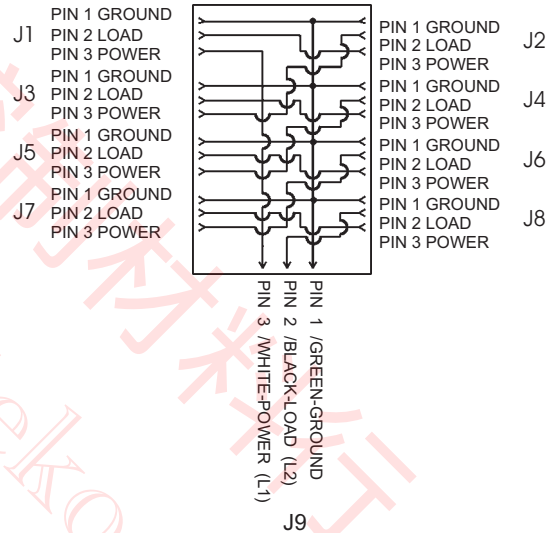 J1
PIN 1 GROUND
PIN 2 LOAD
PIN 3 POWER
J3
PIN 1 GROUND
PIN 2 LOAD
PIN 3 POWER
J5
PIN 1 GROUND
PIN 2 LOAD
PIN 3 POWER
J7
PIN 1 GROUND
PIN 2 LOAD
PIN 3 POWER
PIN 1 GROUND
PIN 2 LOAD
PIN 3 POWER
J2
PIN 1 GROUND
PIN 2 LOAD
PIN 3 POWER
J4
PIN 1 GROUND
PIN 2 LOAD
PIN 3 POWER
J6
PIN 1 GROUND
PIN 2 LOAD
PIN 3 POWER
J8
PIN 1 /GREEN-GROUND
PIN 2 /BLACK-LOAD (L2)
PIN 3 /WHITE-POWER (L1)
J9
制材料行
eko